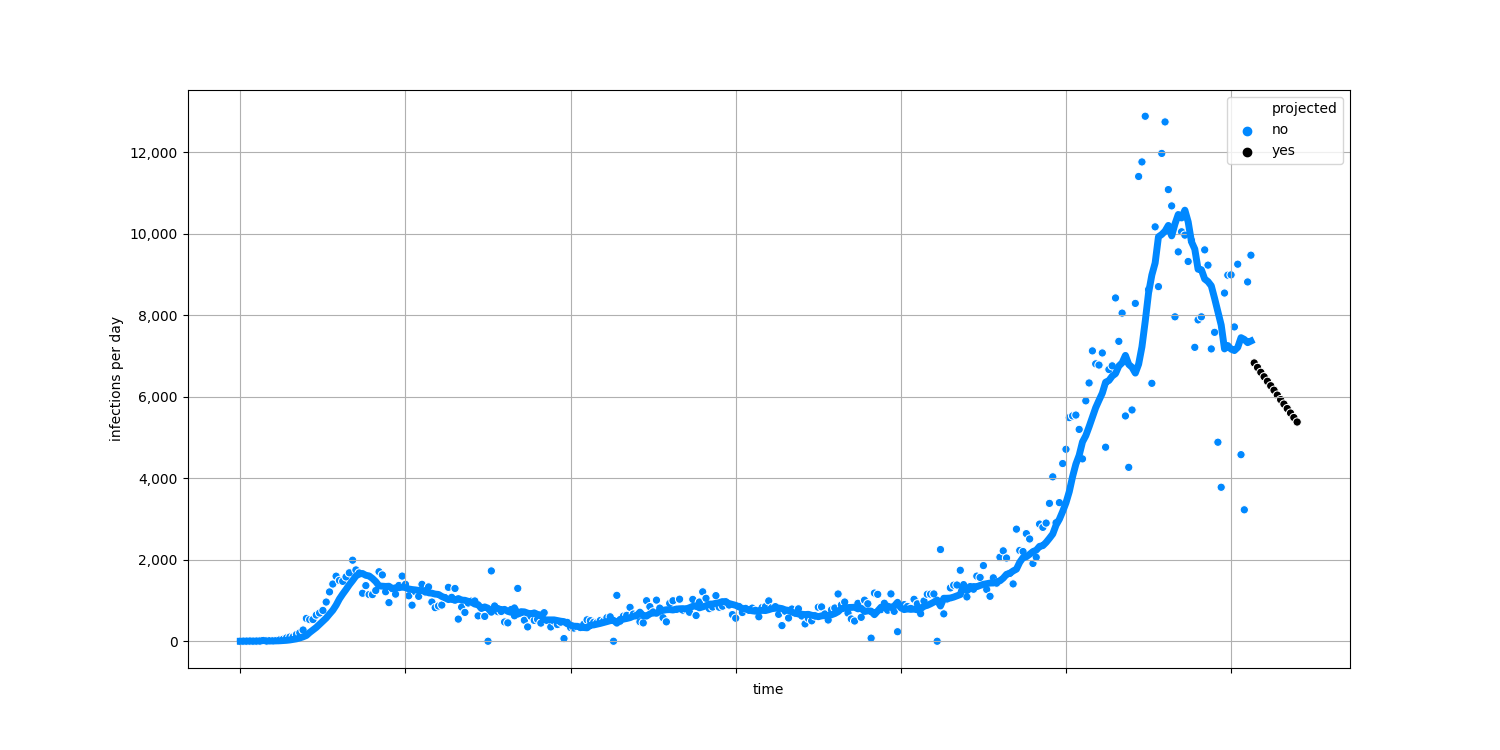 projected
no
yes
12,000
10,000
8,000
6,000
4,000
2,000
0
infections per day
time